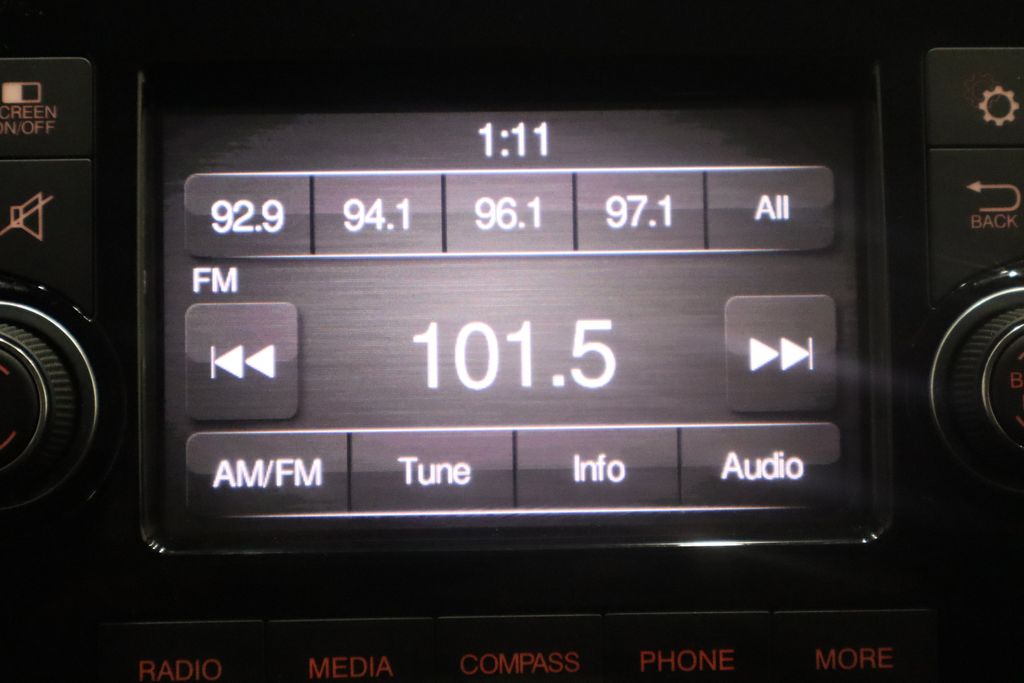 1:11
CREEN
ON/OFF
92.9 94.1 96.1 97.1 All
BACK
FM
101.5
AM/FM Tune Info Audio
RADIO MEDIA COMPASS PHONE MORE